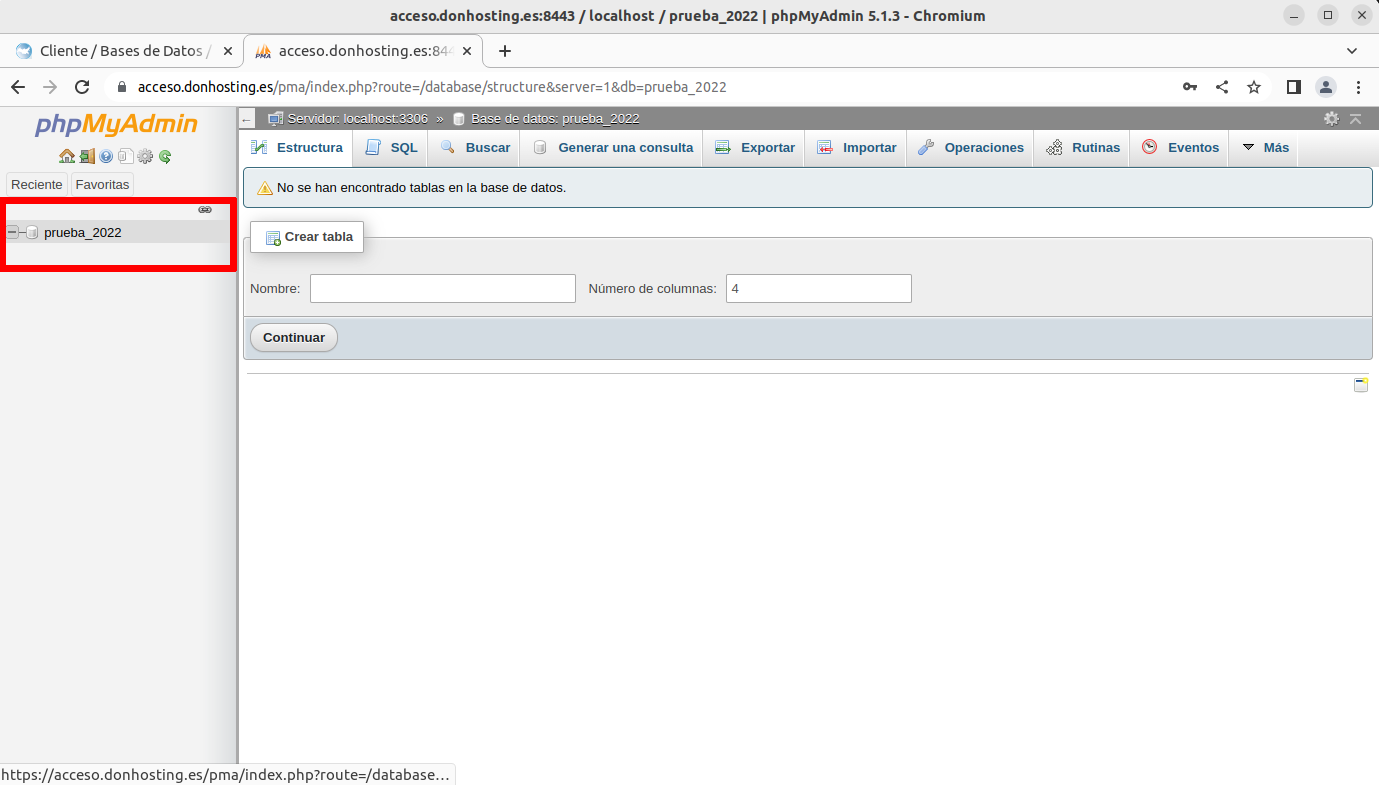 acceso.donhosting.es:8443 / localhost / prueba_2022 | phpMyAdmin 5.1.3 - Chromium
Cliente / Bases de Datos /
acceso.donhosting.es:844
acceso.donhosting.es/pma/index.php?route=/database/structure&server=1&db=prueba_2022
phpMyAdmin
Reciente Favoritas
prueba_2022
Servidor: localhost:3306 » Base de datos: prueba_2022
Estructura SQL Buscar Generar una consulta Exportar Importar Operaciones Rutinas Eventos Más
No se han encontrado tablas en la base de datos.
Crear tabla
Nombre: Número de columnas: 4
Continuar
https://acceso.donhosting.es/pma/index.php?route=/database…